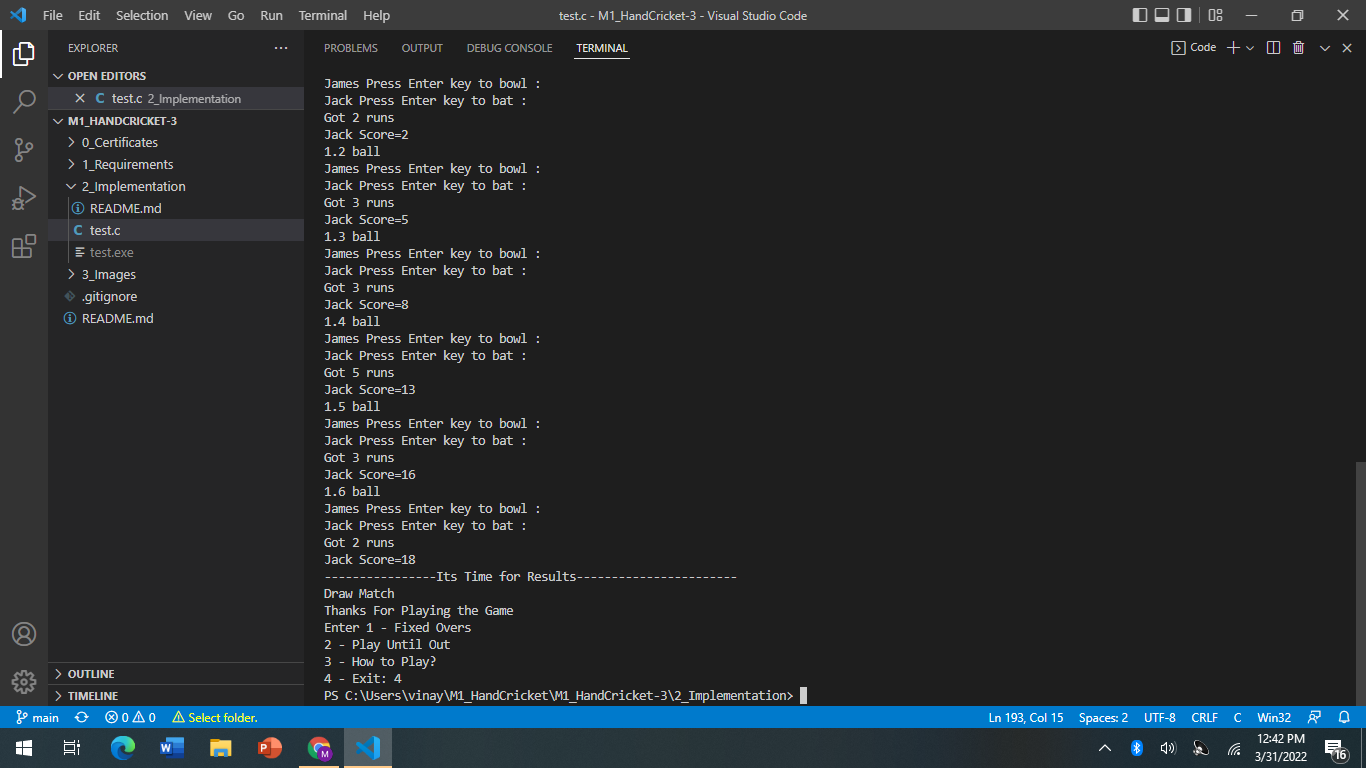 File Edit Selection View Go Run Terminal Help
test.c - M1_HandCricket-3 - Visual Studio Code
EXPLORER
OPEN EDITORS
test.c 2_Implementation
M1_HANDCRICKET-3
0_Certificates
1_Requirements
2_Implementation
README.md
test.c
test.exe
3_Images
.gitignore
README.md
OUTLINE
TIMELINE
PROBLEMS OUTPUT DEBUG CONSOLE TERMINAL
Code
James Press Enter key to bowl :
Jack Press Enter key to bat :
Got 2 runs
Jack Score=2
1.2 ball
James Press Enter key to bowl :
Jack Press Enter key to bat :
Got 3 runs
Jack Score=5
1.3 ball
James Press Enter key to bowl :
Jack Press Enter key to bat :
Got 3 runs
Jack Score=8
1.4 ball
James Press Enter key to bowl :
Jack Press Enter key to bat :
Got 5 runs
Jack Score=13
1.5 ball
James Press Enter key to bowl :
Jack Press Enter key to bat :
Got 3 runs
Jack Score=16
1.6 ball
James Press Enter key to bowl :
Jack Press Enter key to bat :
Got 2 runs
Jack Score=18
----------------Its Time for Results-----------------------
Draw Match
Thanks For Playing the Game
Enter 1 - Fixed Overs
2 - Play Until Out
3 - How to Play?
4 - Exit: 4
PS C:\Users\vinay\M1_HandCricket\M1_HandCricket-3\2_Implementation>
main 0 0 Select folder. Ln 193, Col 15 Spaces: 2 UTF-8 CRLF C Win32
12:42 PM
3/31/2022
16